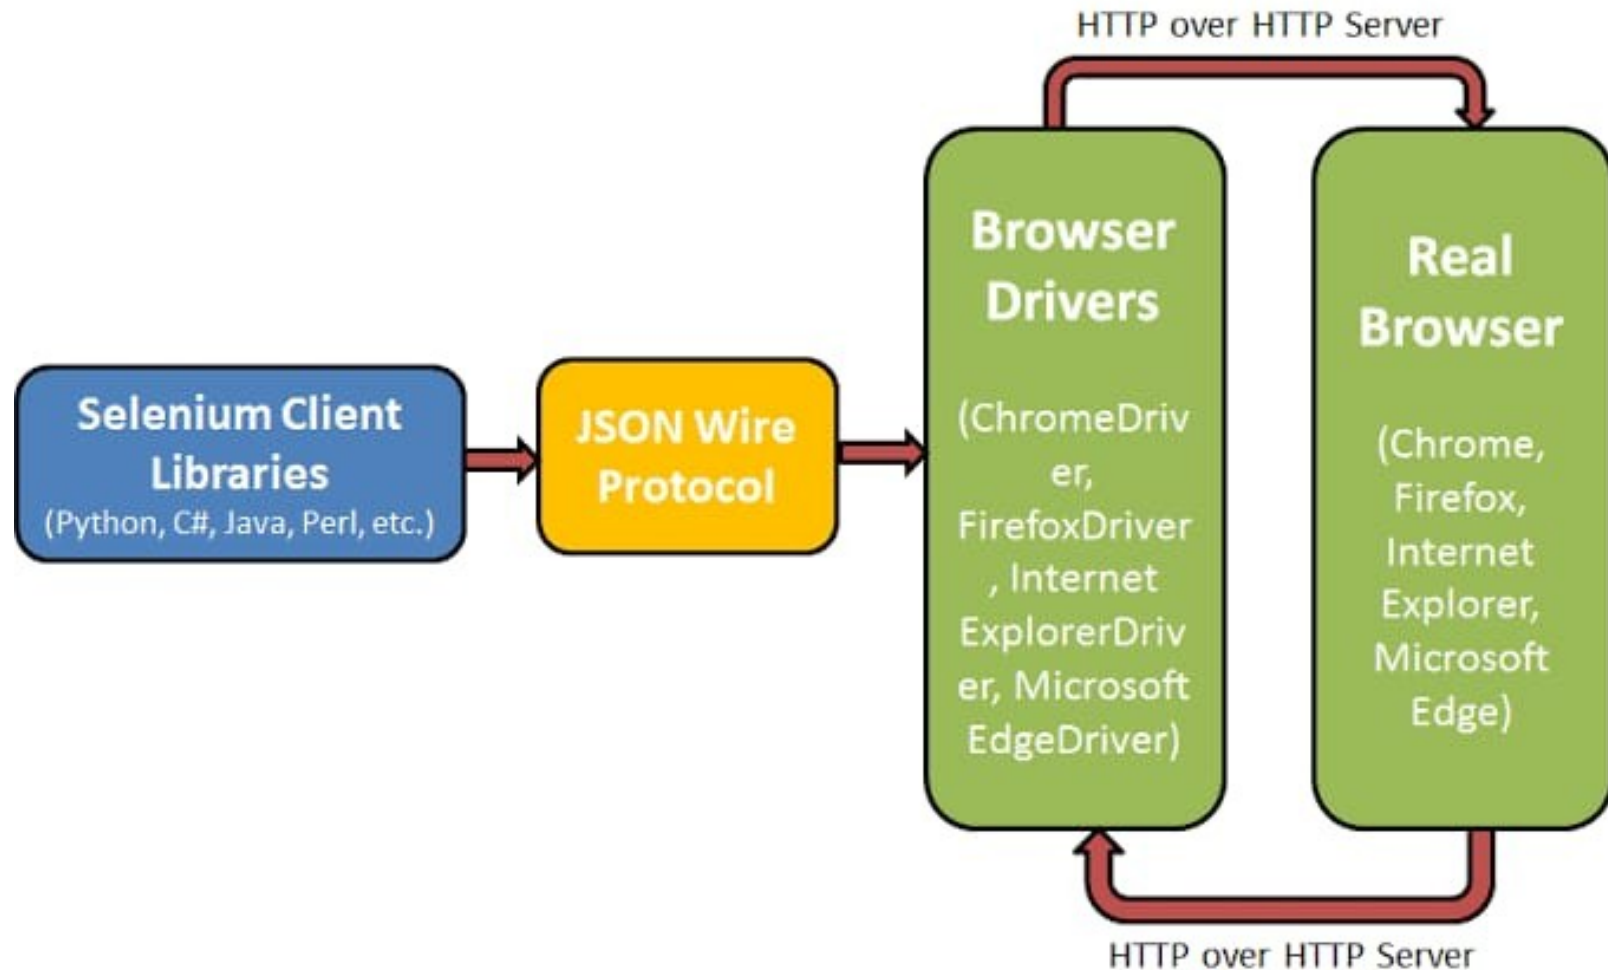 HTTP over HTTP Server
Selenium Client
Libraries
(Python, C#, Java, Perl, etc.)
JSON Wire
Protocol
Browser
Drivers
(ChromeDriv
er,
FirefoxDriver
, Internet
ExplorerDriv
er, Microsoft
EdgeDriver)
Real
Browser
(Chrome,
Firefox,
Internet
Explorer,
Microsoft
Edge)
HTTP over HTTP Server